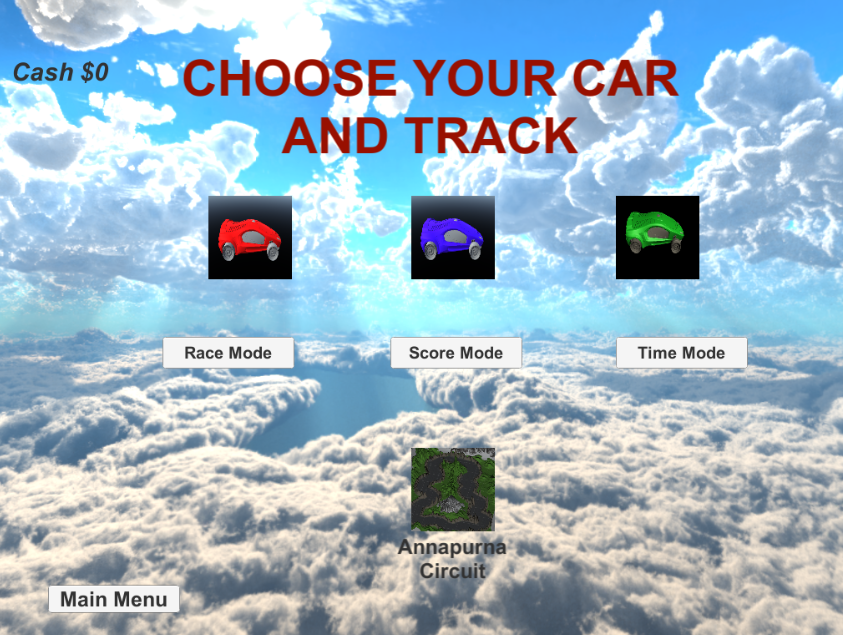 Cash $0
CHOOSE YOUR CAR
AND TRACK
Race Mode
Score Mode
Time Mode
Annapurna
Circuit
Main Menu